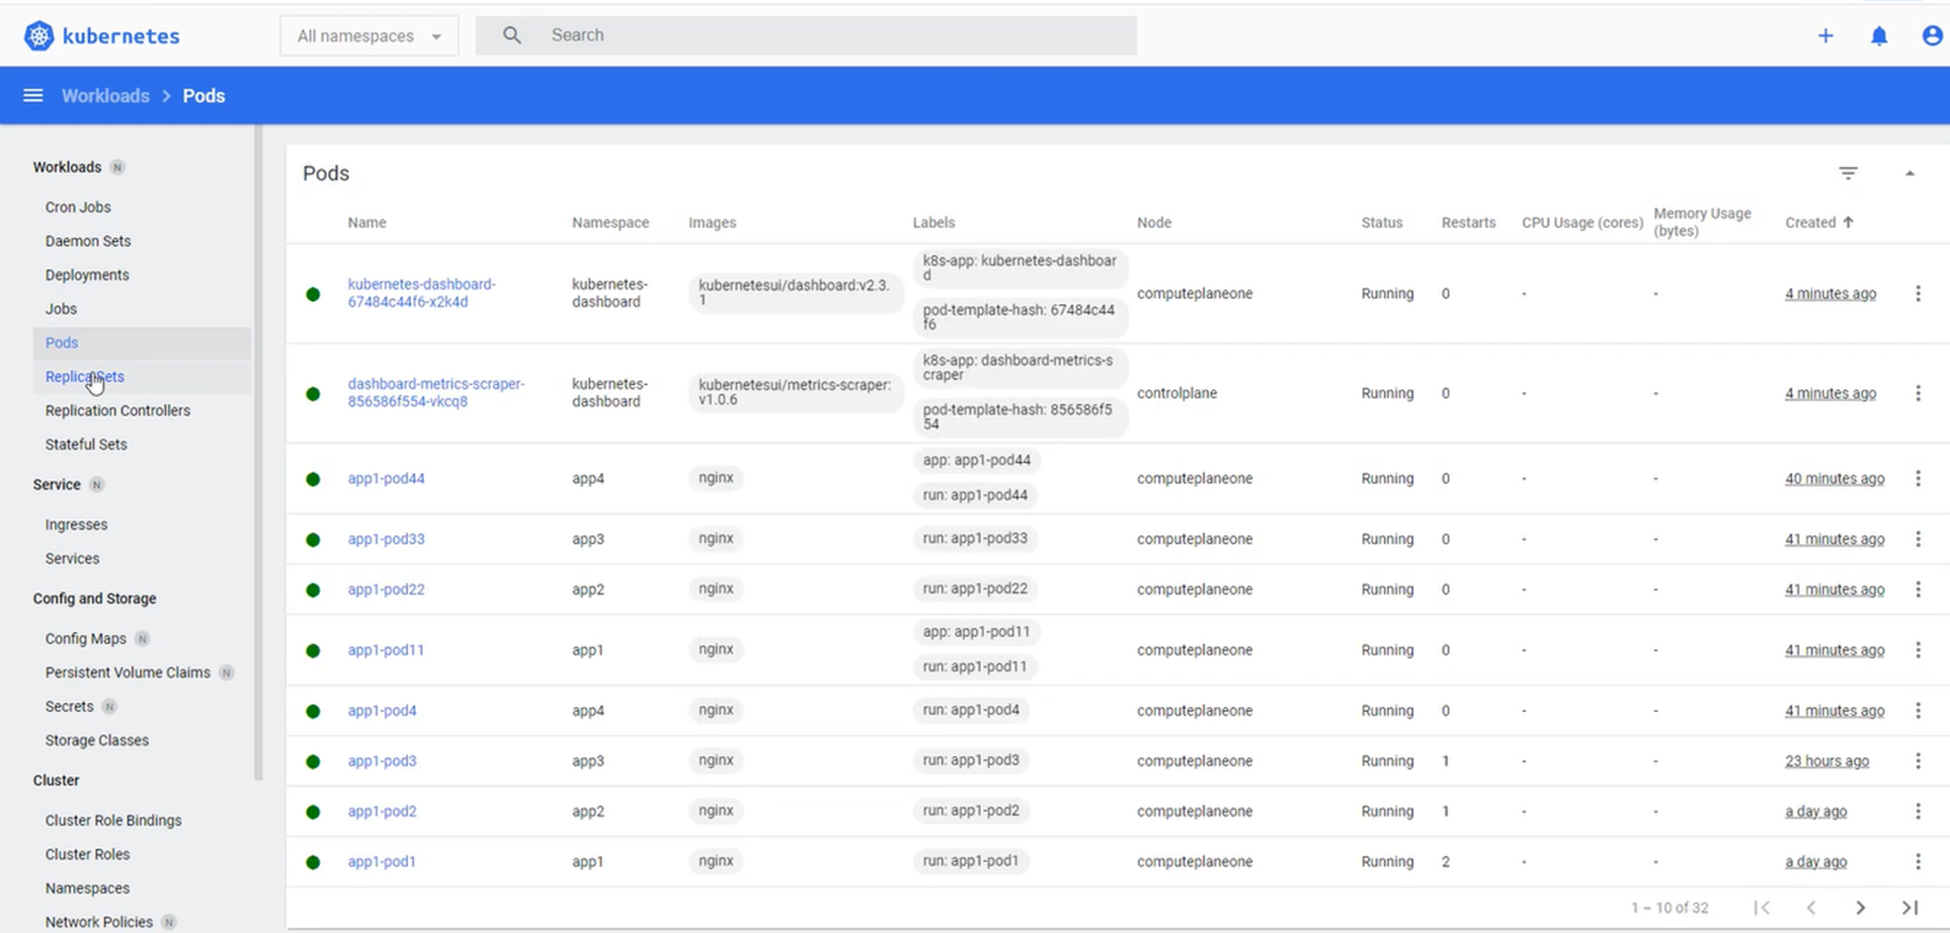 kubernetes
All namespaces
Search
Workloads > Pods
Workloads N
Cron Jobs
Daemon Sets
Deployments
Jobs
Pods
Replica Sets
Replication Controllers
Stateful Sets
Service N
Ingresses
Services
Config and Storage
Config Maps N
Persistent Volume Claims N
Secrets N
Storage Classes
Cluster
Cluster Role Bindings
Cluster Roles
Namespaces
Network Policies N
Pods
Name Namespace Images Labels Node Status Restarts CPU Usage (cores) Memory Usage (bytes) Created
kubernetes-dashboard-
67484c44f6-x2k4d
kubernetes-
dashboard
kubernetesui/dashboard:v2.3.
1
k8s-app: kubernetes-dashboar
d
pod-template-hash: 67484c44
f6
computeplaneone Running 0 - - 4 minutes ago
dashboard-metrics-scraper-
856586f554-vkcq8
kubernetes-
dashboard
kubernetesui/metrics-scraper:
v1.0.6
k8s-app: dashboard-metrics-s
craper
pod-template-hash: 856586f5
54
controlplane Running 0 - - 4 minutes ago
app1-pod44 app4 nginx
app: app1-pod44
run: app1-pod44
computeplaneone Running 0 - - 40 minutes ago
app1-pod33 app3 nginx run: app1-pod33 computeplaneone Running 0 - - 41 minutes ago
app1-pod22 app2 nginx run: app1-pod22 computeplaneone Running 0 - - 41 minutes ago
app1-pod11 app1 nginx
app: app1-pod11
run: app1-pod11
computeplaneone Running 0 - - 41 minutes ago
app1-pod4 app4 nginx run: app1-pod4 computeplaneone Running 0 - - 41 minutes ago
app1-pod3 app3 nginx run: app1-pod3 computeplaneone Running 1 - - 23 hours ago
app1-pod2 app2 nginx run: app1-pod2 computeplaneone Running 1 - - a day ago
app1-pod1 app1 nginx run: app1-pod1 computeplaneone Running 2 - - a day ago
1 – 10 of 32